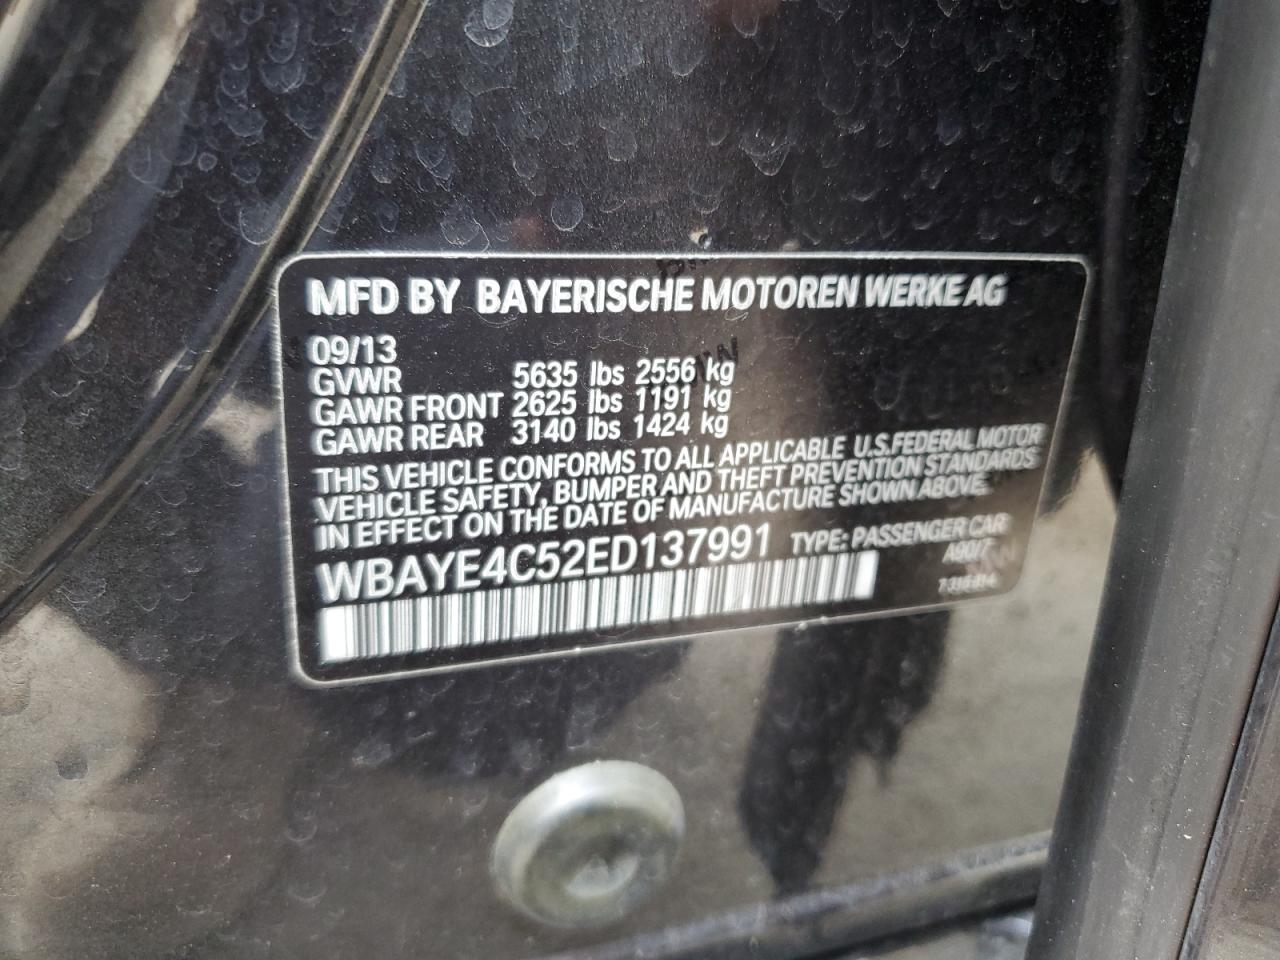 MFD BY BAYERISCHE MOTOREN WERKE AG
09/13
GVWR 5635 lbs 2556 kg
GAWR FRONT 2625 lbs 1191 kg
GAWR REAR 3140 lbs 1424 kg
THIS VEHICLE CONFORMS TO ALL APPLICABLE U.S.FEDERAL MOTOR
VEHICLE SAFETY, BUMPER AND THEFT PREVENTION STANDARDS
IN EFFECT ON THE DATE OF MANUFACTURE SHOWN ABOVE.
WBAYE4C52ED137991 TYPE: PASSENGER CAR
A90/7